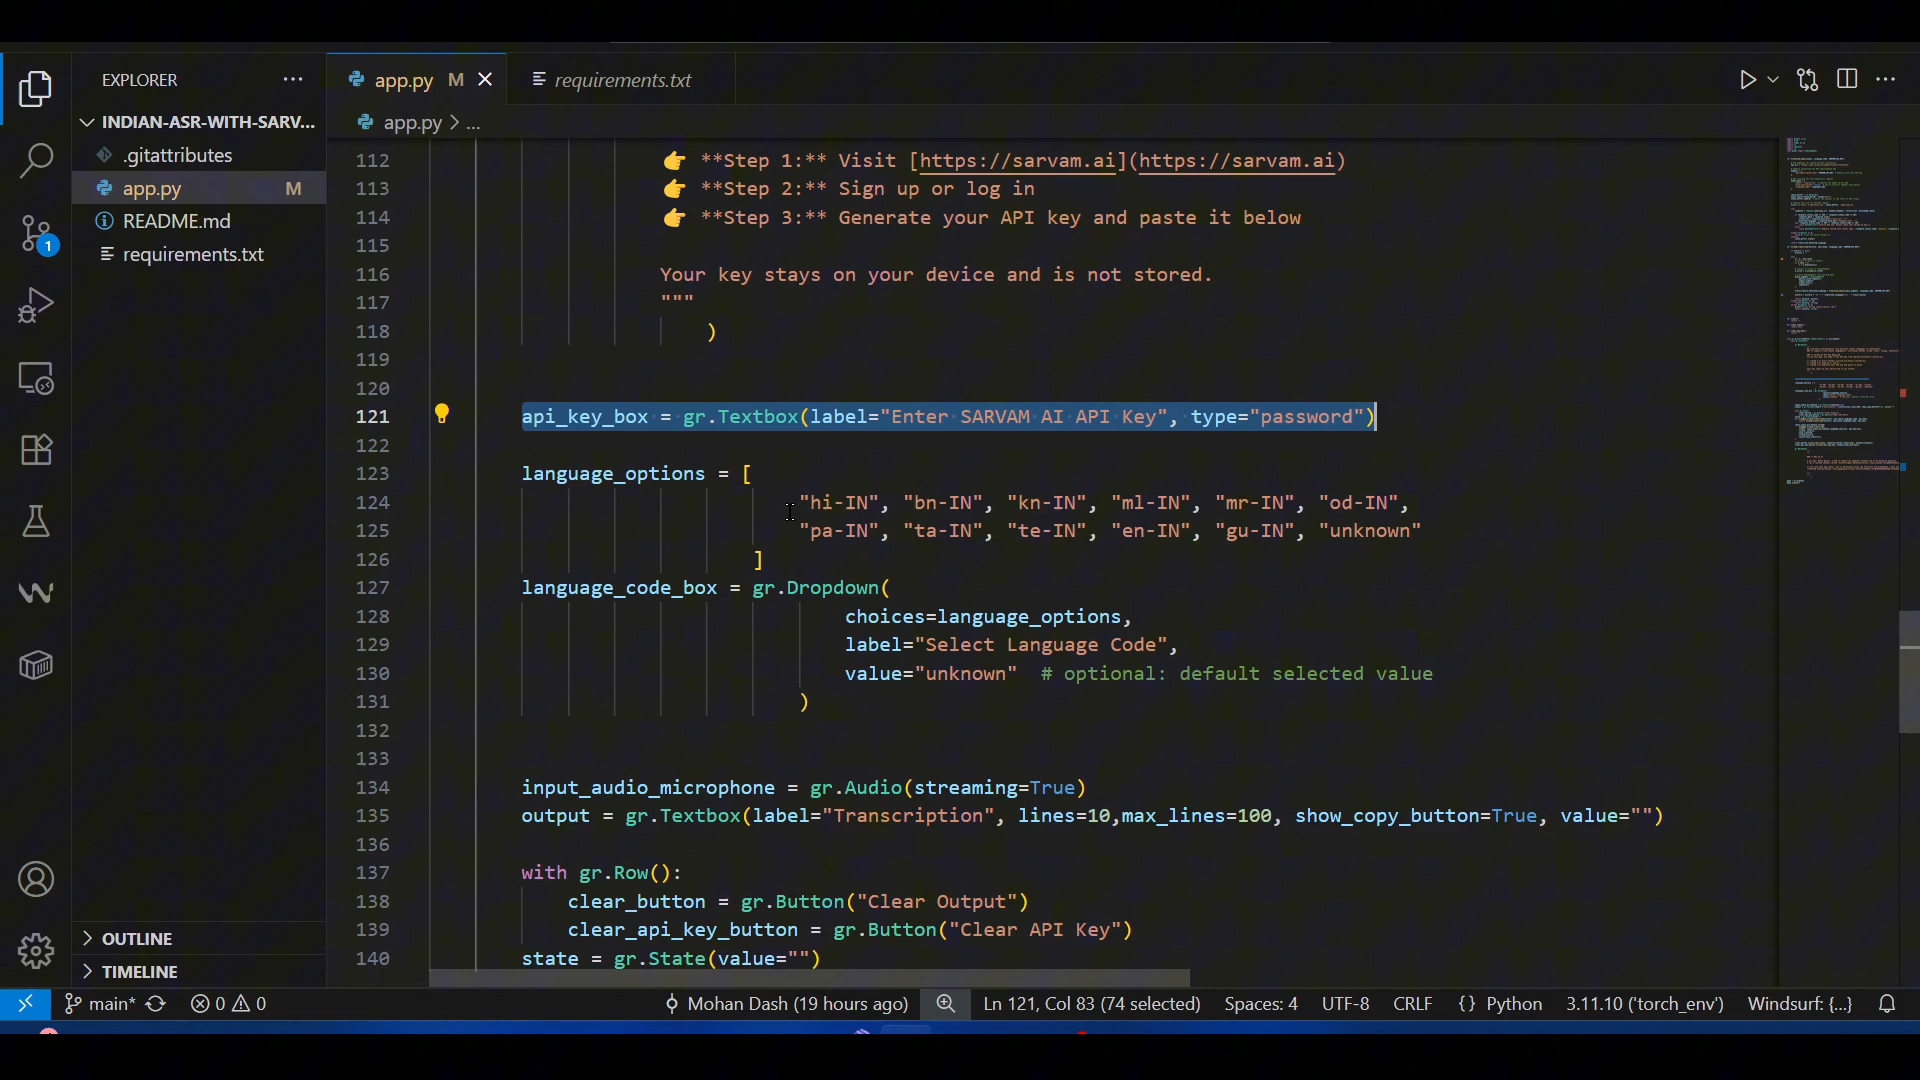 EXPLORER
app.py M
requirements.txt
INDIAN-ASR-WITH-SARV...
.gitattributes
app.py M
README.md
requirements.txt
1
OUTLINE
TIMELINE
app.py > ...
112 👉 **Step 1:** Visit [https://sarvam.ai](https://sarvam.ai)
113 👉 **Step 2:** Sign up or log in
114 👉 **Step 3:** Generate your API key and paste it below
115
116 Your key stays on your device and is not stored.
117 """
118 )
119
120
121 api_key_box = gr.Textbox(label="Enter SARVAM AI API Key", type="password")
122
123 language_options = [
124 "hi-IN", "bn-IN", "kn-IN", "ml-IN", "mr-IN", "od-IN",
125 "pa-IN", "ta-IN", "te-IN", "en-IN", "gu-IN", "unknown"
126 ]
127 language_code_box = gr.Dropdown(
128 choices=language_options,
129 label="Select Language Code",
130 value="unknown" # optional: default selected value
131 )
132
133
134 input_audio_microphone = gr.Audio(streaming=True)
135 output = gr.Textbox(label="Transcription", lines=10,max_lines=100, show_copy_button=True, value="")
136
137 with gr.Row():
138 clear_button = gr.Button("Clear Output")
139 clear_api_key_button = gr.Button("Clear API Key")
140 state = gr.State(value="")
main* 0 0 Mohan Dash (19 hours ago) Ln 121, Col 83 (74 selected) Spaces: 4 UTF-8 CRLF {} Python 3.11.10 ('torch_env') Windsurf: {...}